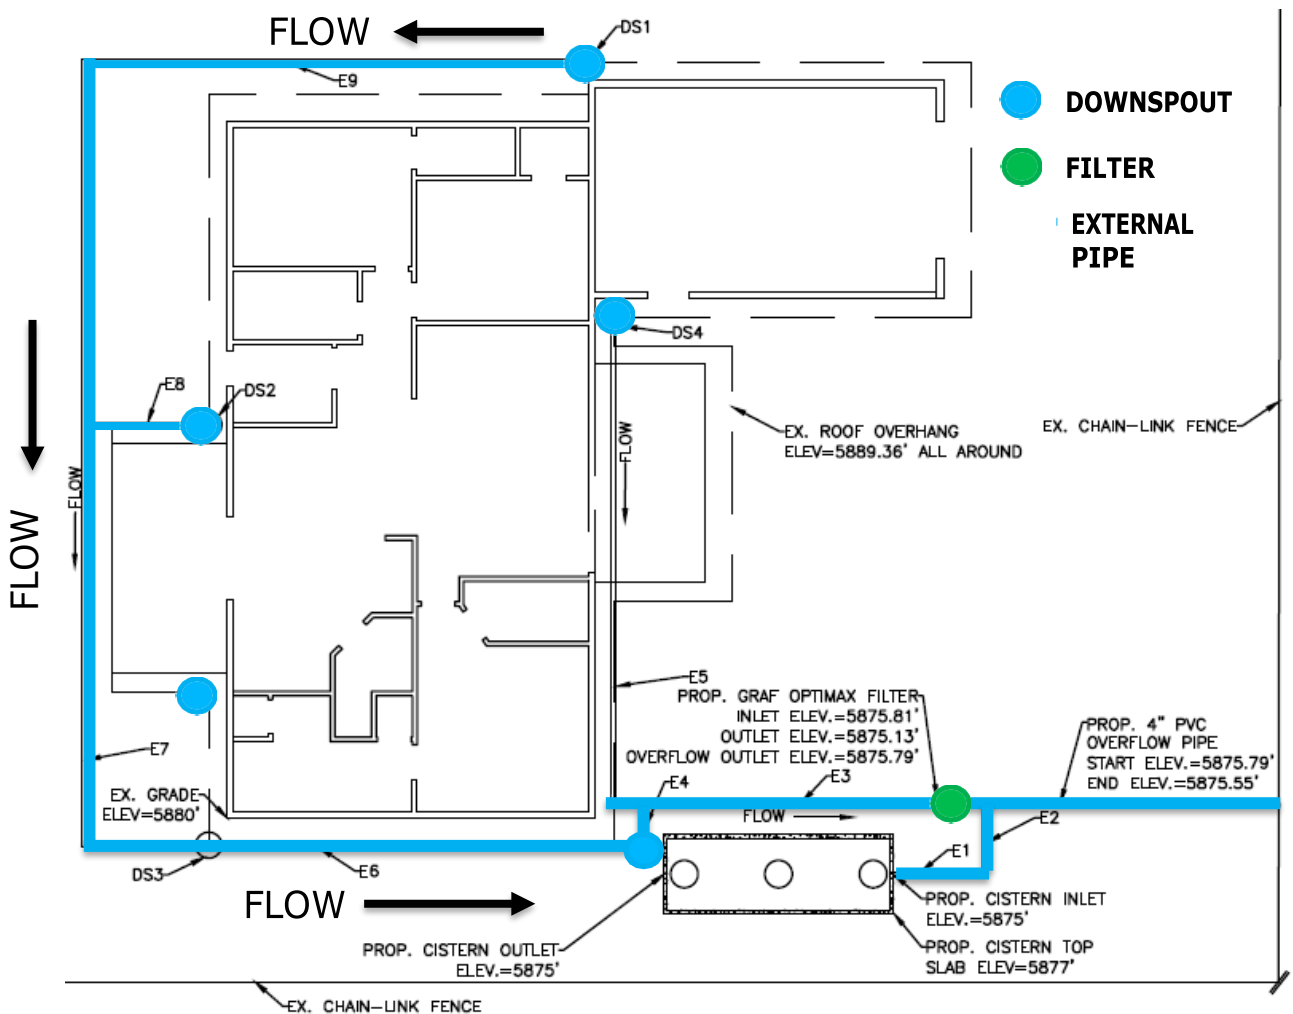 FLOW
DS1
E9
DOWNSPOUT
FILTER
EXTERNAL
PIPE
DS4
E8
DS2
EX. ROOF OVERHANG
ELEV=5889.36' ALL AROUND
EX. CHAIN-LINK FENCE
FLOW
FLOW
FLOW
E5
PROP. GRAF OPTIMAX FILTER
INLET ELEV.=5875.81'
OUTLET ELEV.=5875.13'
OVERFLOW OUTLET ELEV.=5875.79'
PROP. 4" PVC
OVERFLOW PIPE
START ELEV.=5875.79'
END ELEV.=5875.55'
E7
E4
E3
EX. GRADE
ELEV=5880'
FLOW
E2
E1
DS3
E6
FLOW
PROP. CISTERN INLET
ELEV.=5875'
PROP. CISTERN OUTLET
ELEV.=5875'
PROP. CISTERN TOP
SLAB ELEV=5877'
EX. CHAIN-LINK FENCE